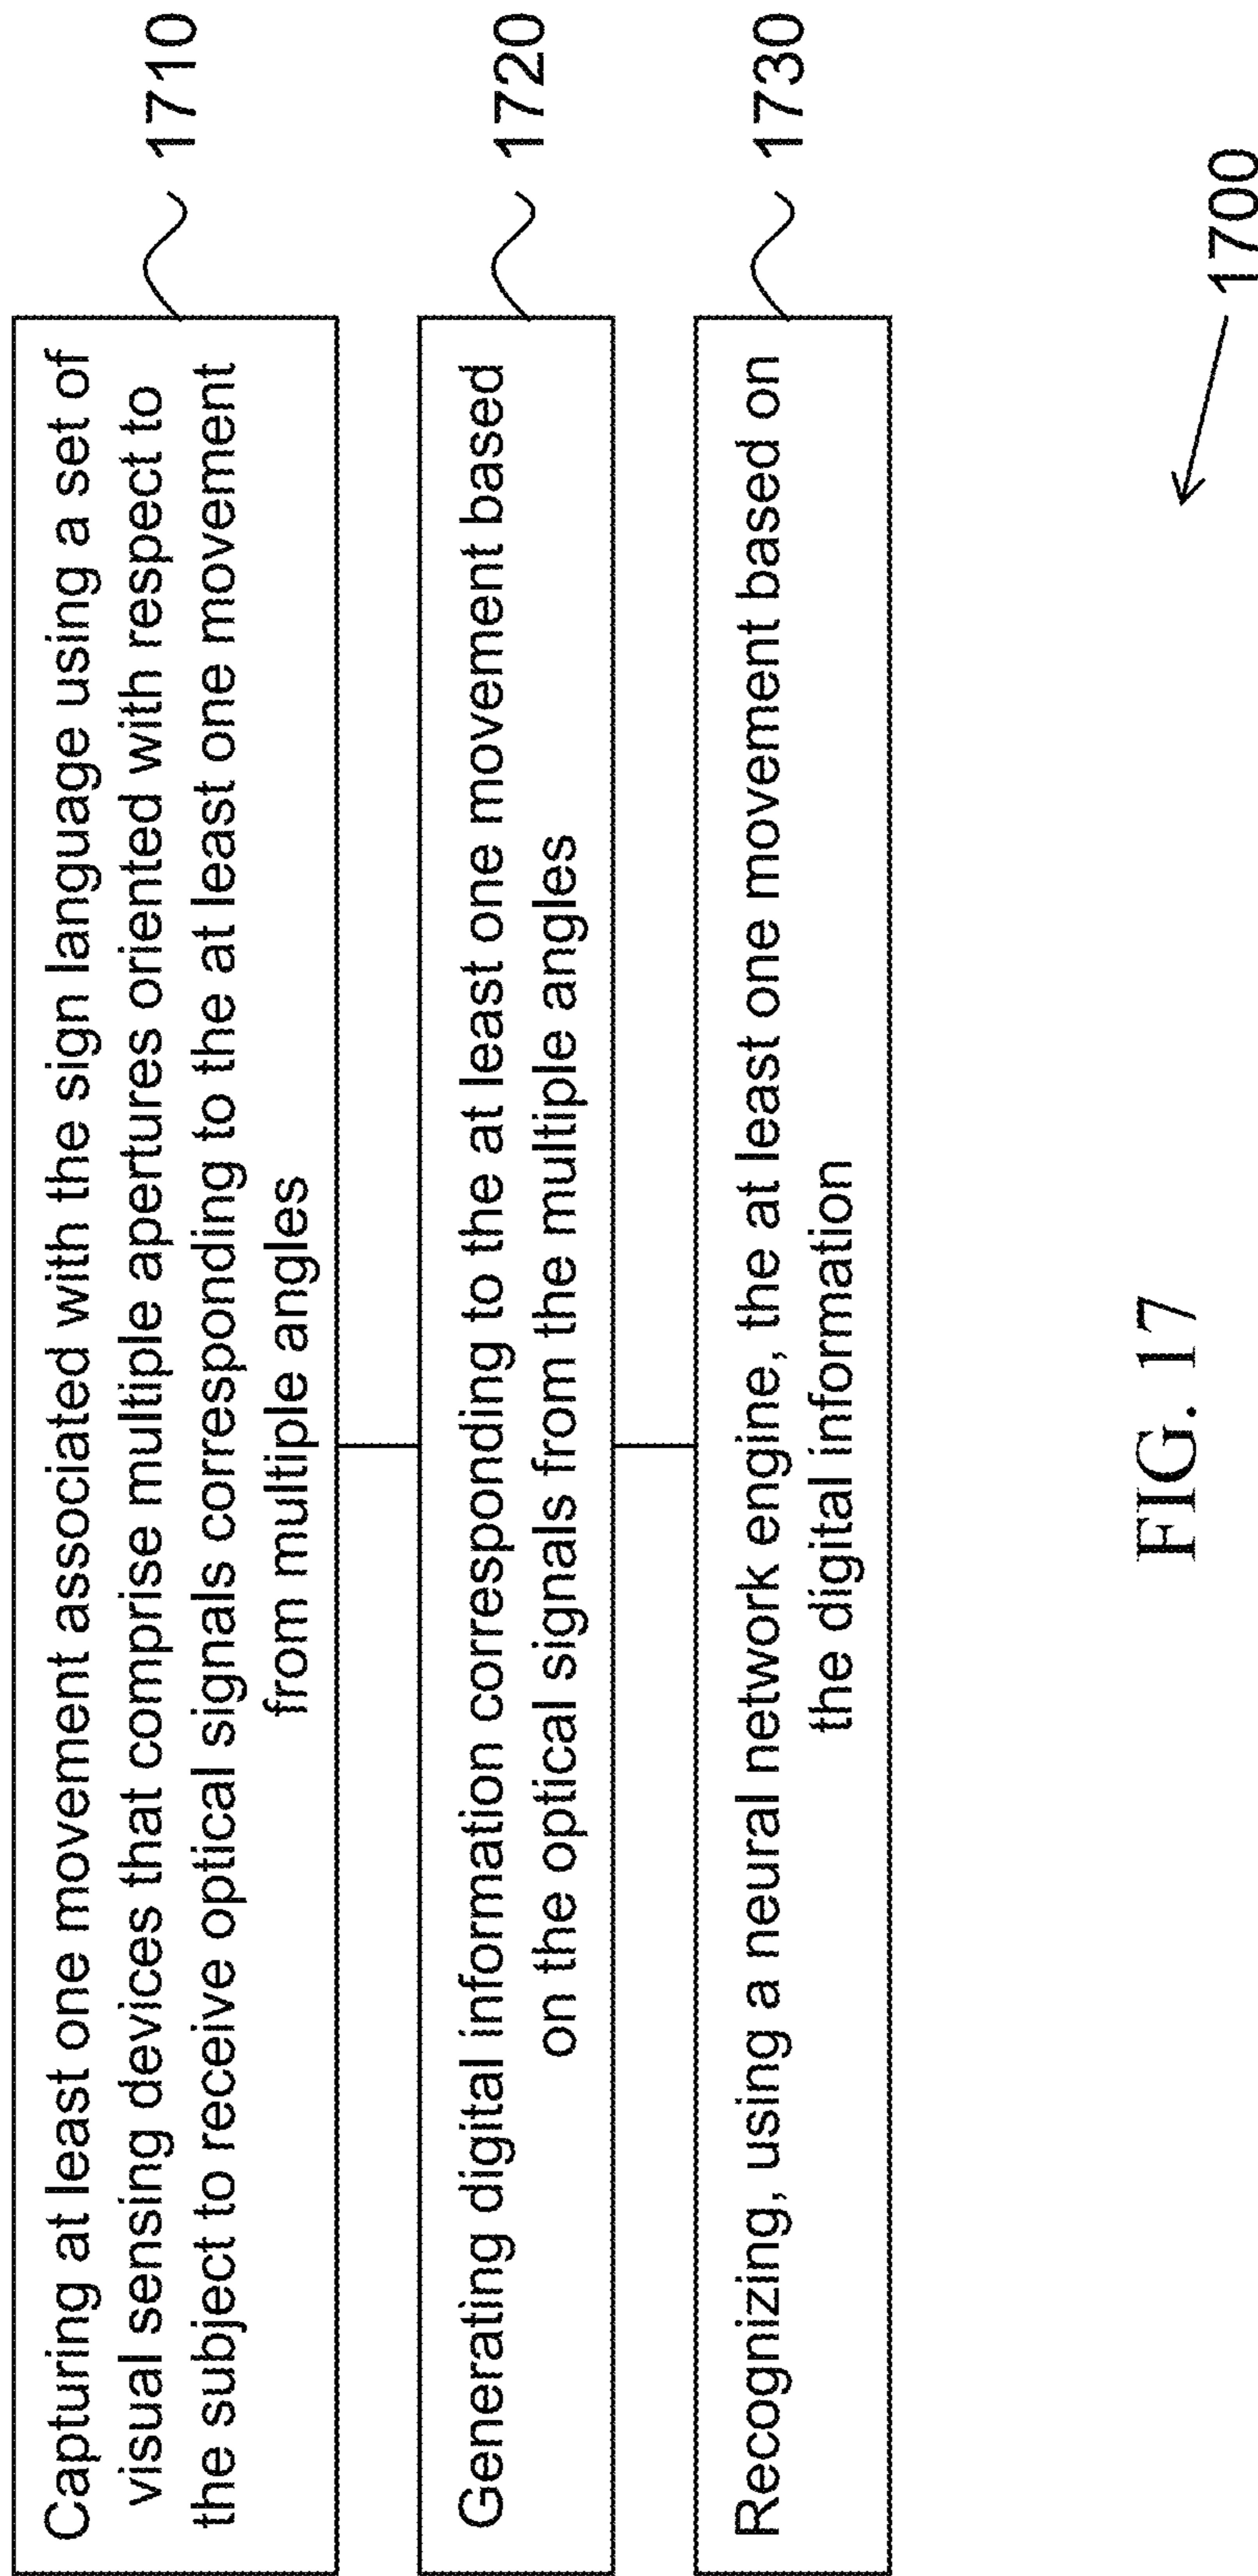 Capturing at least one movement associated with the sign language using a set of
visual sensing devices that comprise multiple apertures oriented with respect to
the subject to receive optical signals corresponding to the at least one movement
from multiple angles
1710
Generating digital information corresponding to the at least one movement based
on the optical signals from the multiple angles
1720
Recognizing, using a neural network engine, the at least one movement based on
the digital information
1730
1700
FIG. 17